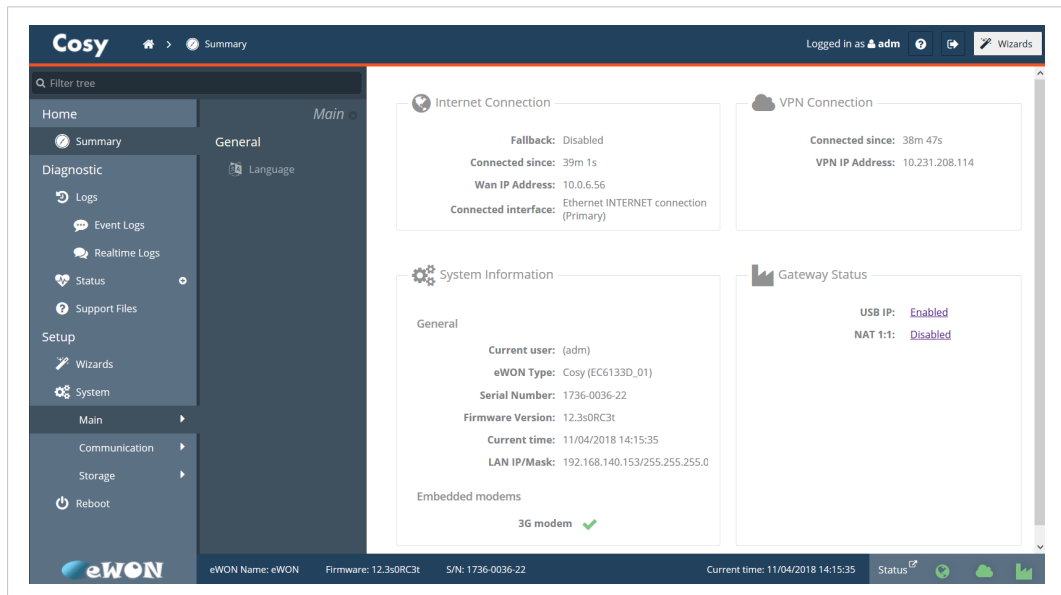 Cosy
Summary
Logged in as adm
Wizards
Filter tree
Home
Summary
Diagnostic
Logs
Event Logs
Realtime Logs
Status
Support Files
Setup
Wizards
System
Main
Communication
Storage
Reboot
Main
General
Language
Internet Connection
Fallback: Disabled
Connected since: 39m 1s
Wan IP Address: 10.0.6.56
Connected interface: Ethernet INTERNET connection
(Primary)
VPN Connection
Connected since: 38m 47s
VPN IP Address: 10.231.208.114
System Information
General
Current user: (adm)
eWON Type: Cosy (EC6133D_01)
Serial Number: 1736-0036-22
Firmware Version: 12.3s0RC3t
Current time: 11/04/2018 14:15:35
LAN IP/Mask: 192.168.140.153/255.255.255.0
Embedded modems
3G modem
Gateway Status
USB IP: Enabled
NAT 1:1: Disabled
eWON
eWON Name: eWON Firmware: 12.3s0RC3t S/N: 1736-0036-22 Current time: 11/04/2018 14:15:35 Status